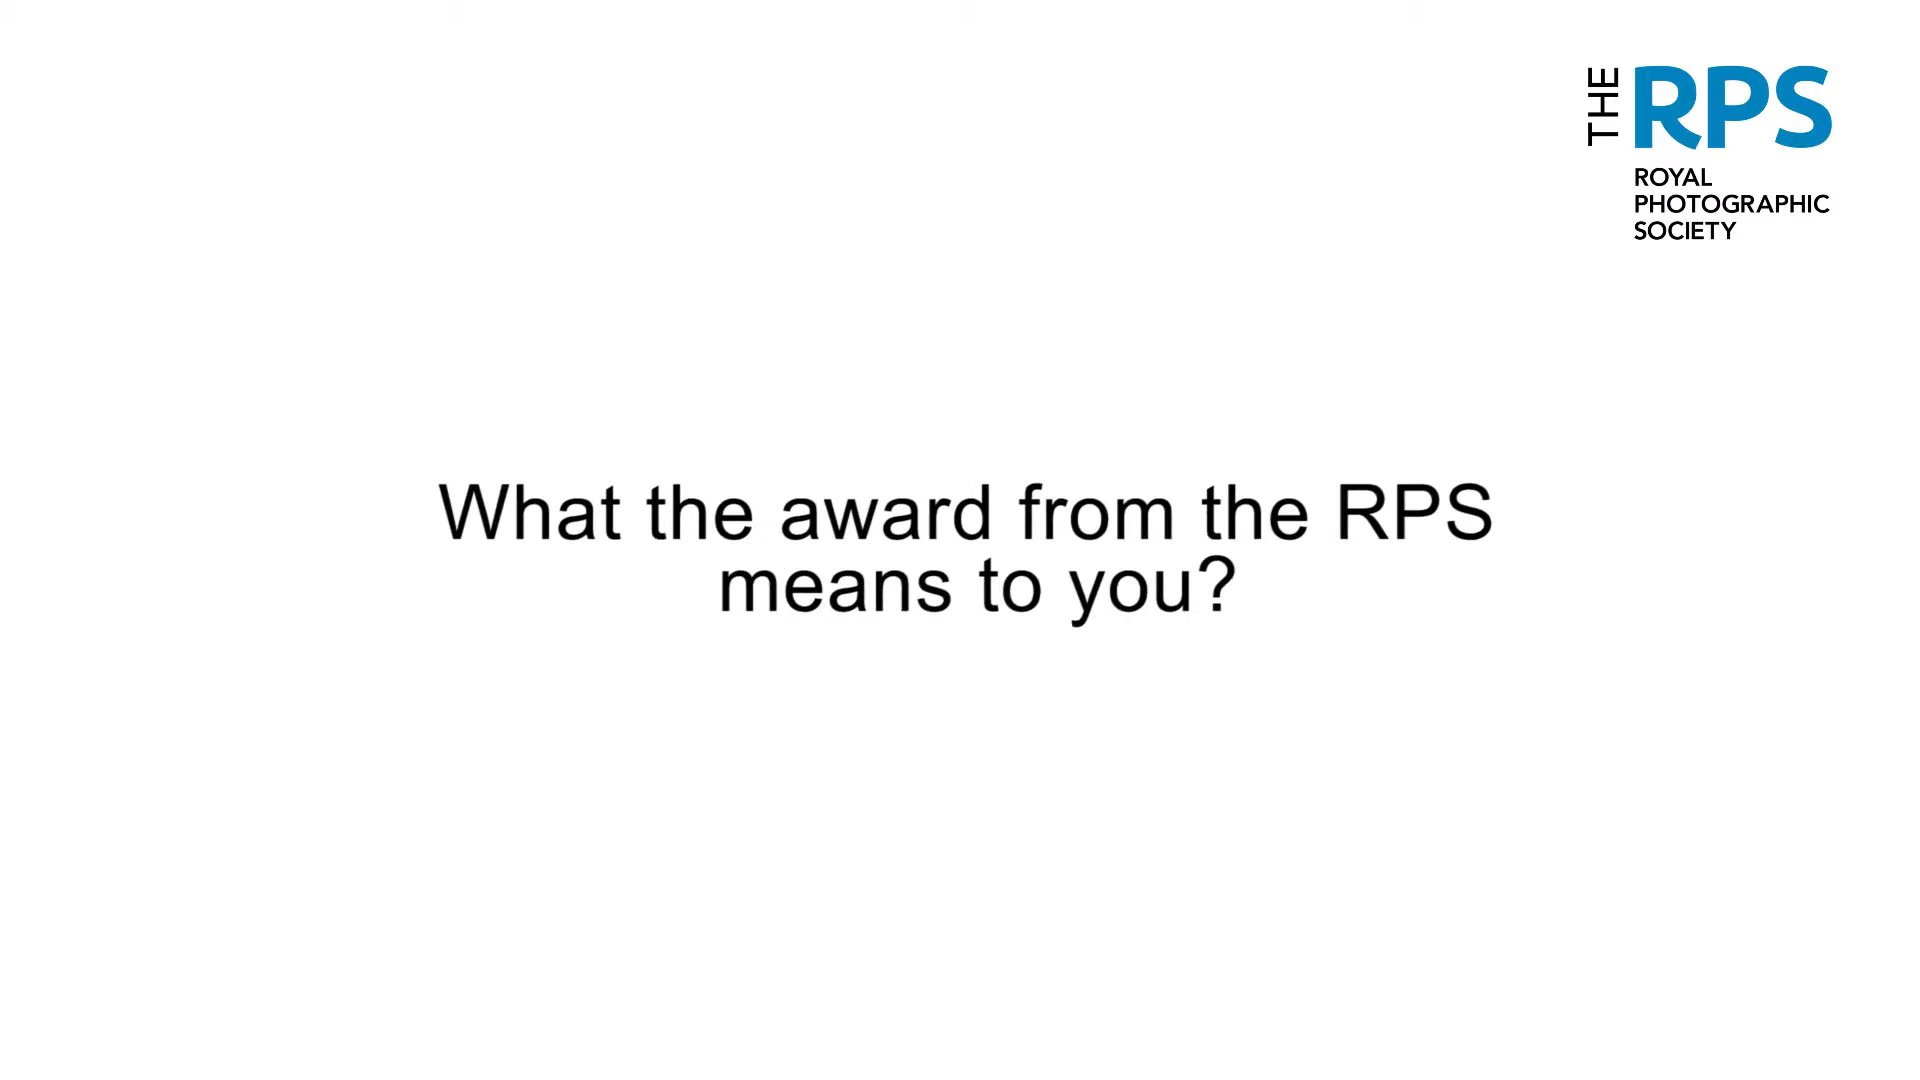 THE RPS
ROYAL
PHOTOGRAPHIC
SOCIETY
What the award from the RPS
means to you?